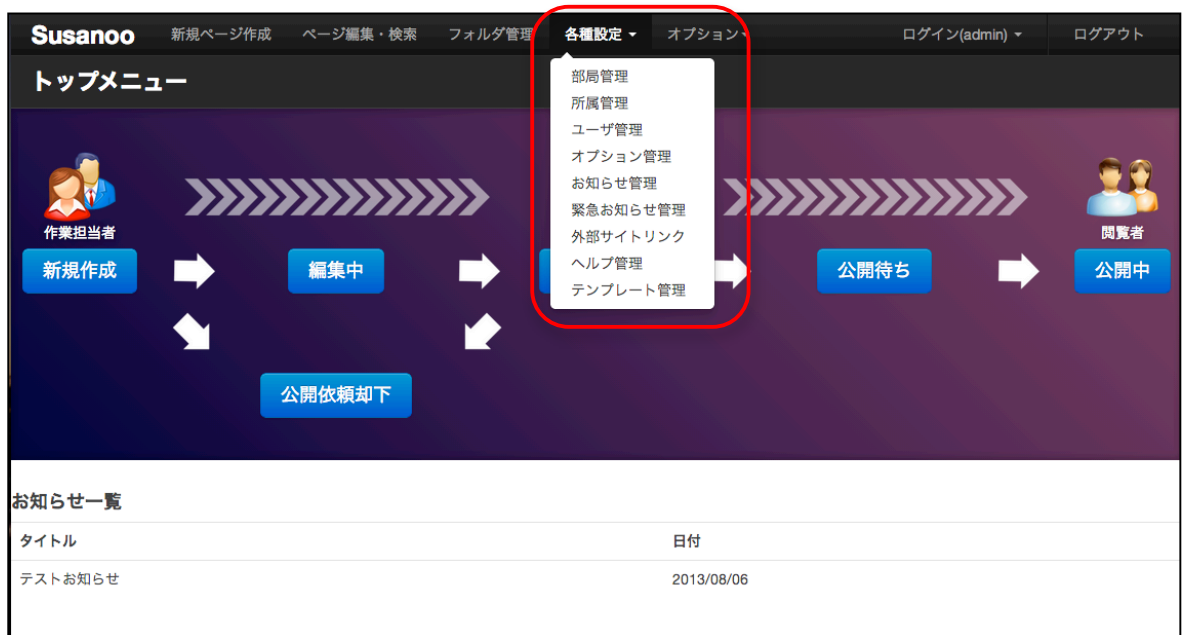 Susanoo 新規ページ作成 ページ編集・検索 フォルダ管理 各種設定 オプション ログイン(admin) ログアウト
トップメニュー
部局管理
所属管理
ユーザ管理
オプション管理
お知らせ管理
緊急お知らせ管理
外部サイトリンク
ヘルプ管理
テンプレート管理
作業担当者
閲覧者
新規作成 編集中 公開待ち 公開中
公開依頼却下
お知らせ一覧
タイトル 日付
テストお知らせ 2013/08/06